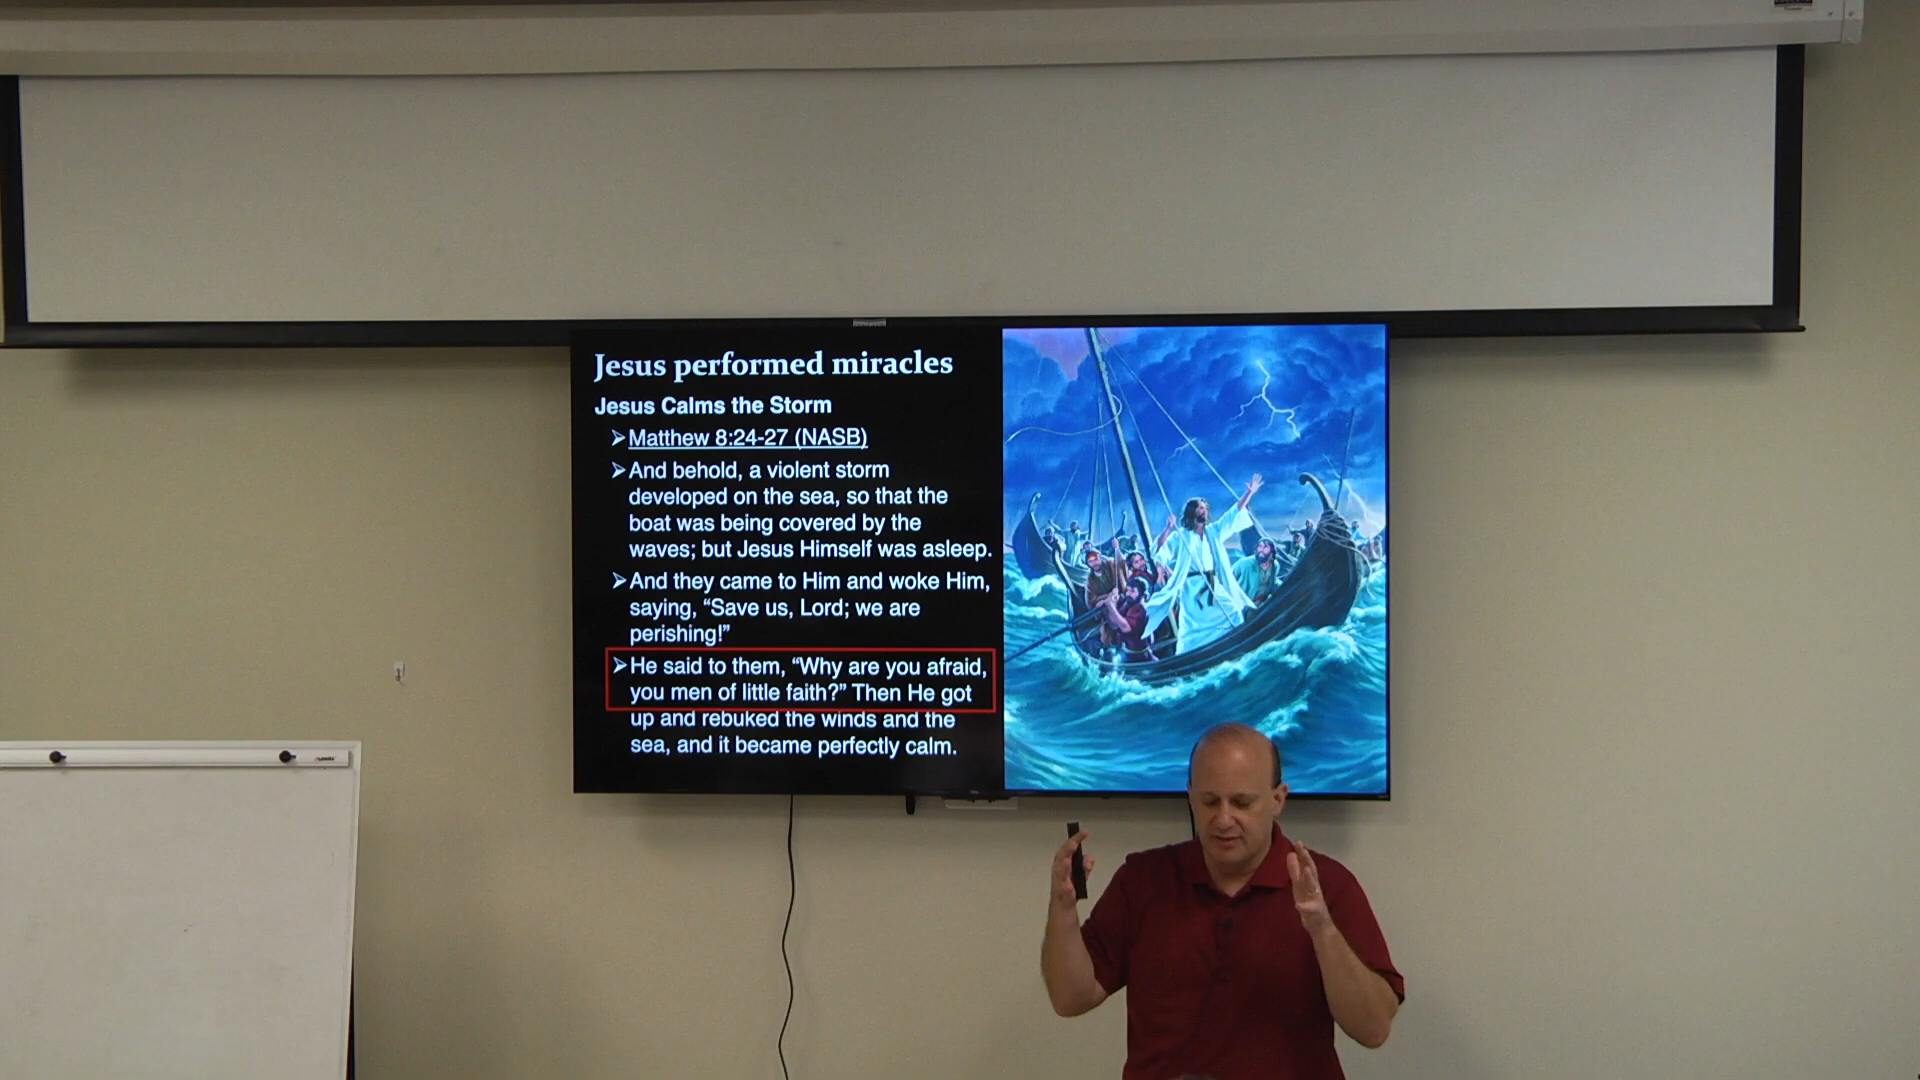 Jesus performed miracles
Jesus Calms the Storm
➢Matthew 8:24-27 (NASB)
➢And behold, a violent storm
developed on the sea, so that the
boat was being covered by the
waves; but Jesus Himself was asleep.
➢And they came to Him and woke Him,
saying, “Save us, Lord; we are
perishing!”
➢He said to them, “Why are you afraid,
you men of little faith?” Then He got
up and rebuked the winds and the
sea, and it became perfectly calm.